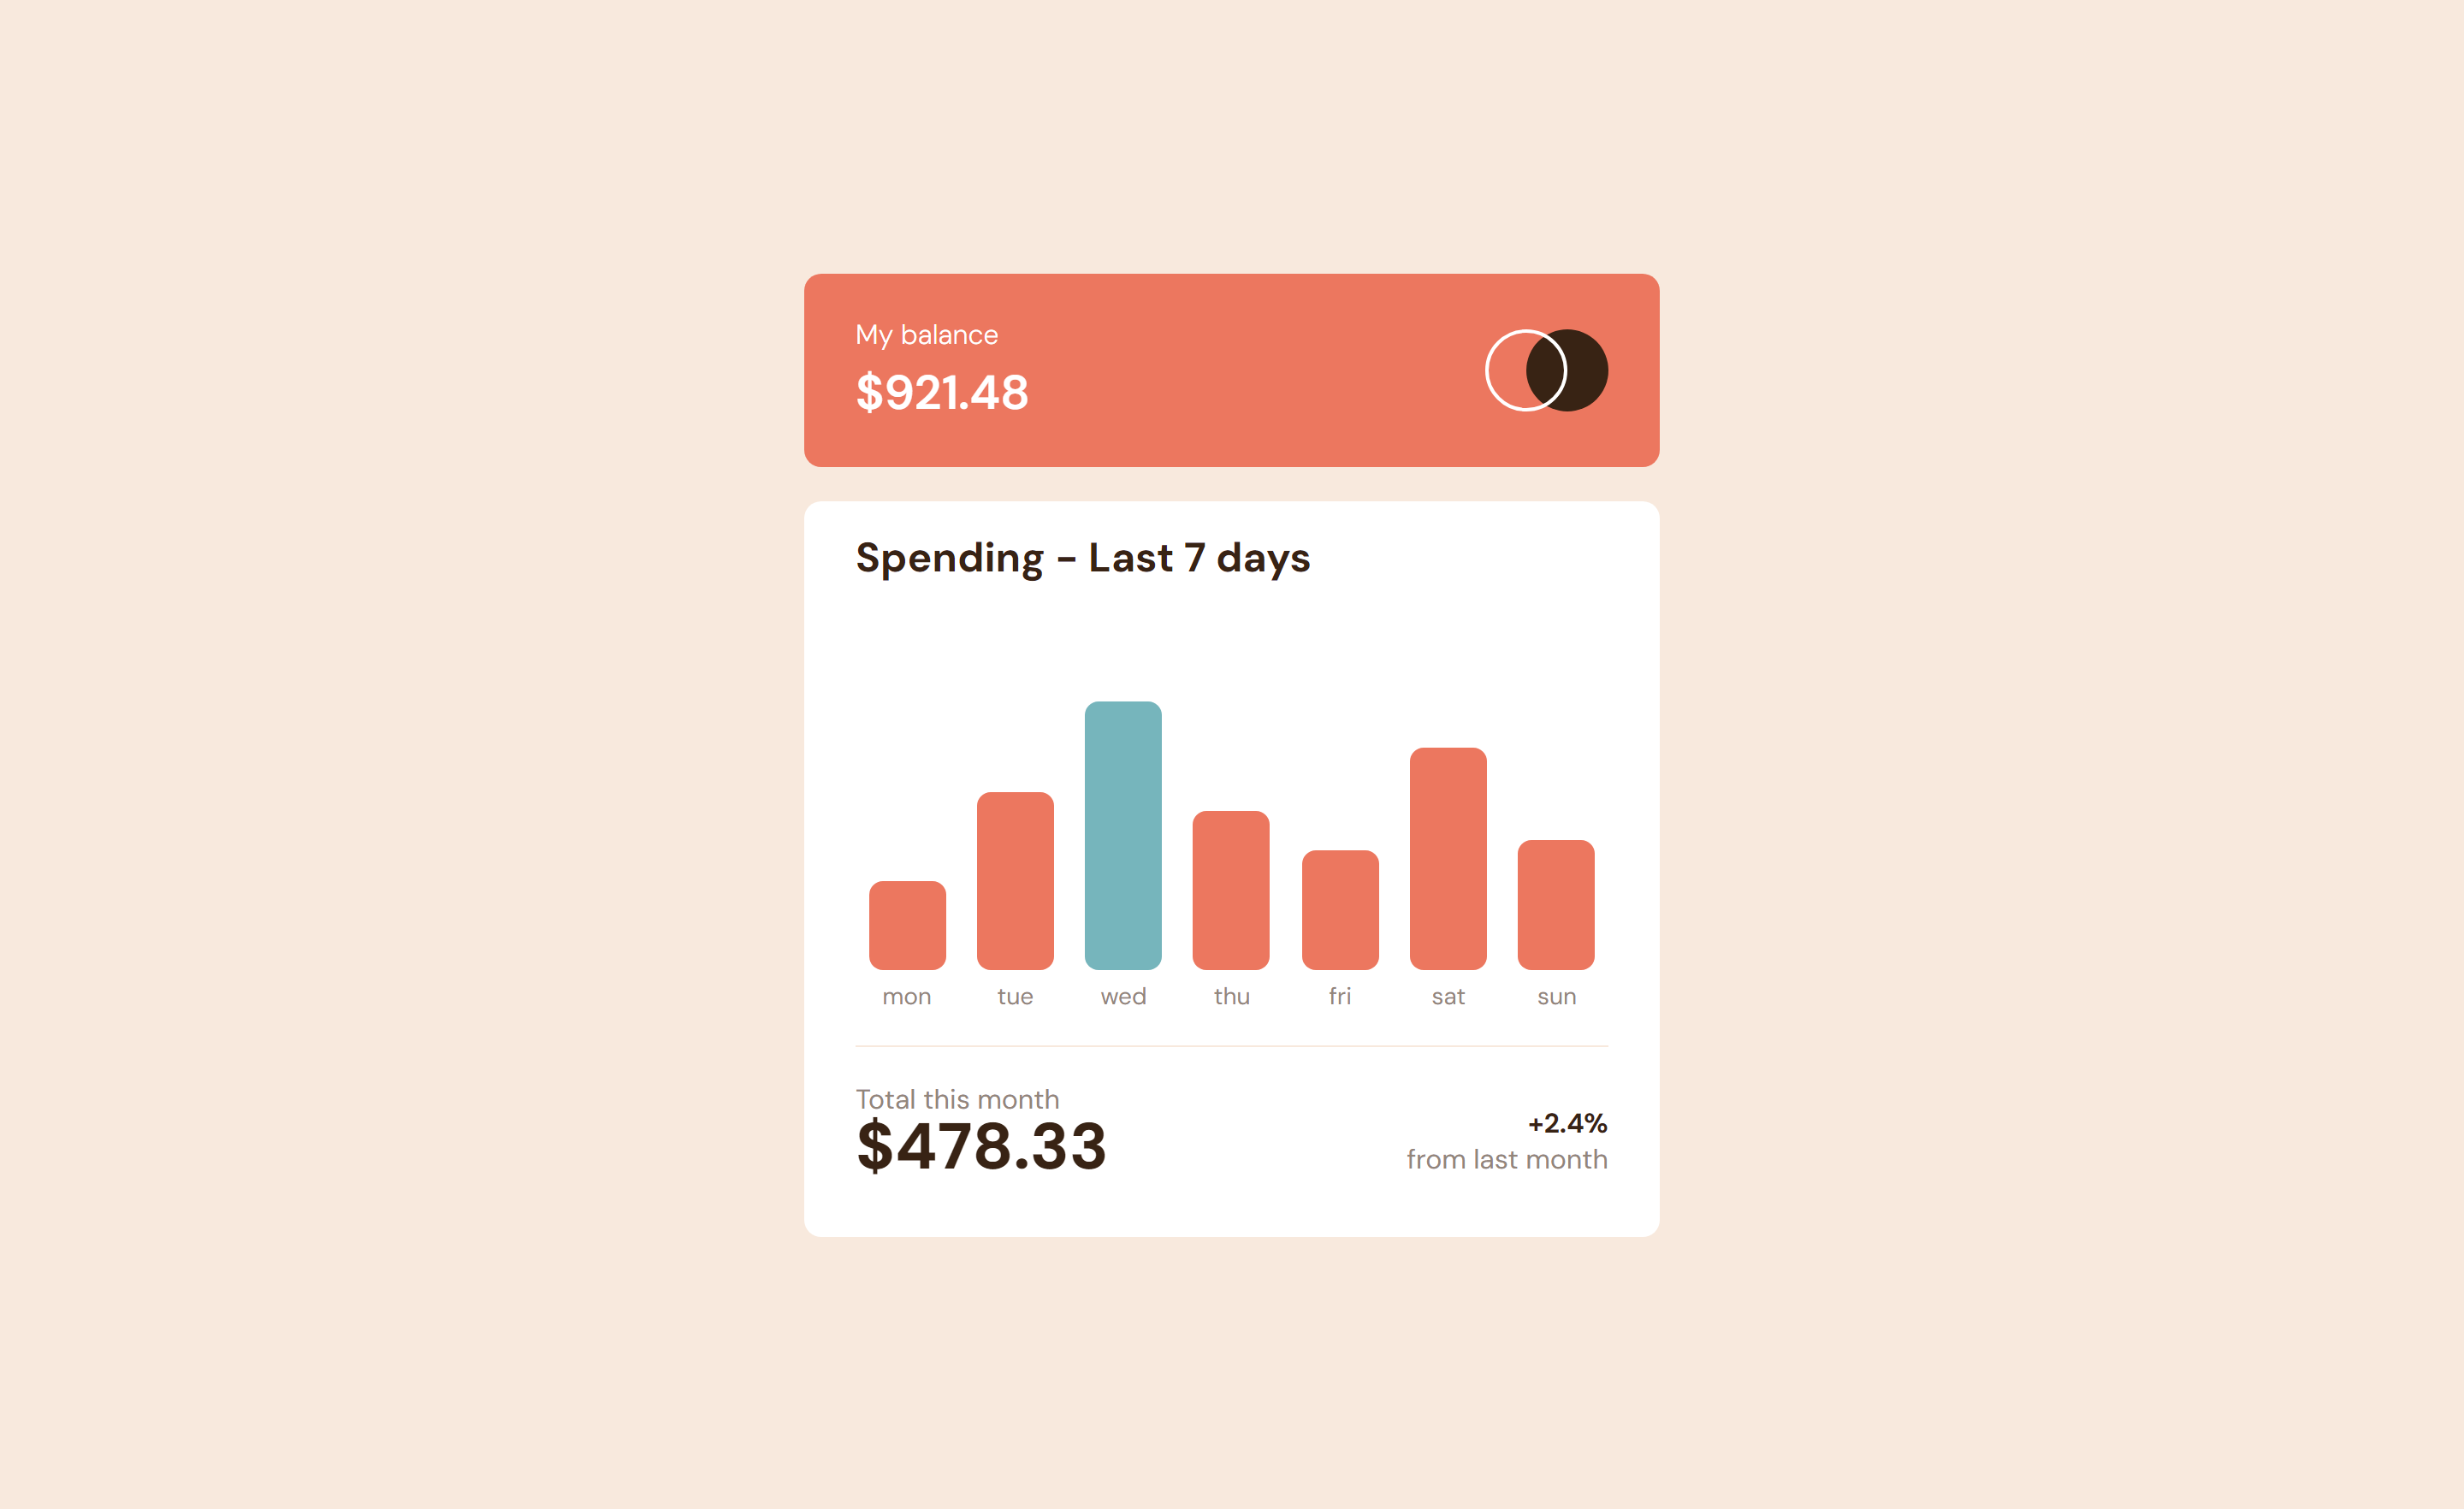 My balance
$921.48
Spending - Last 7 days
mon tue wed thu fri sat sun
Total this month
$478.33
+2.4%
from last month